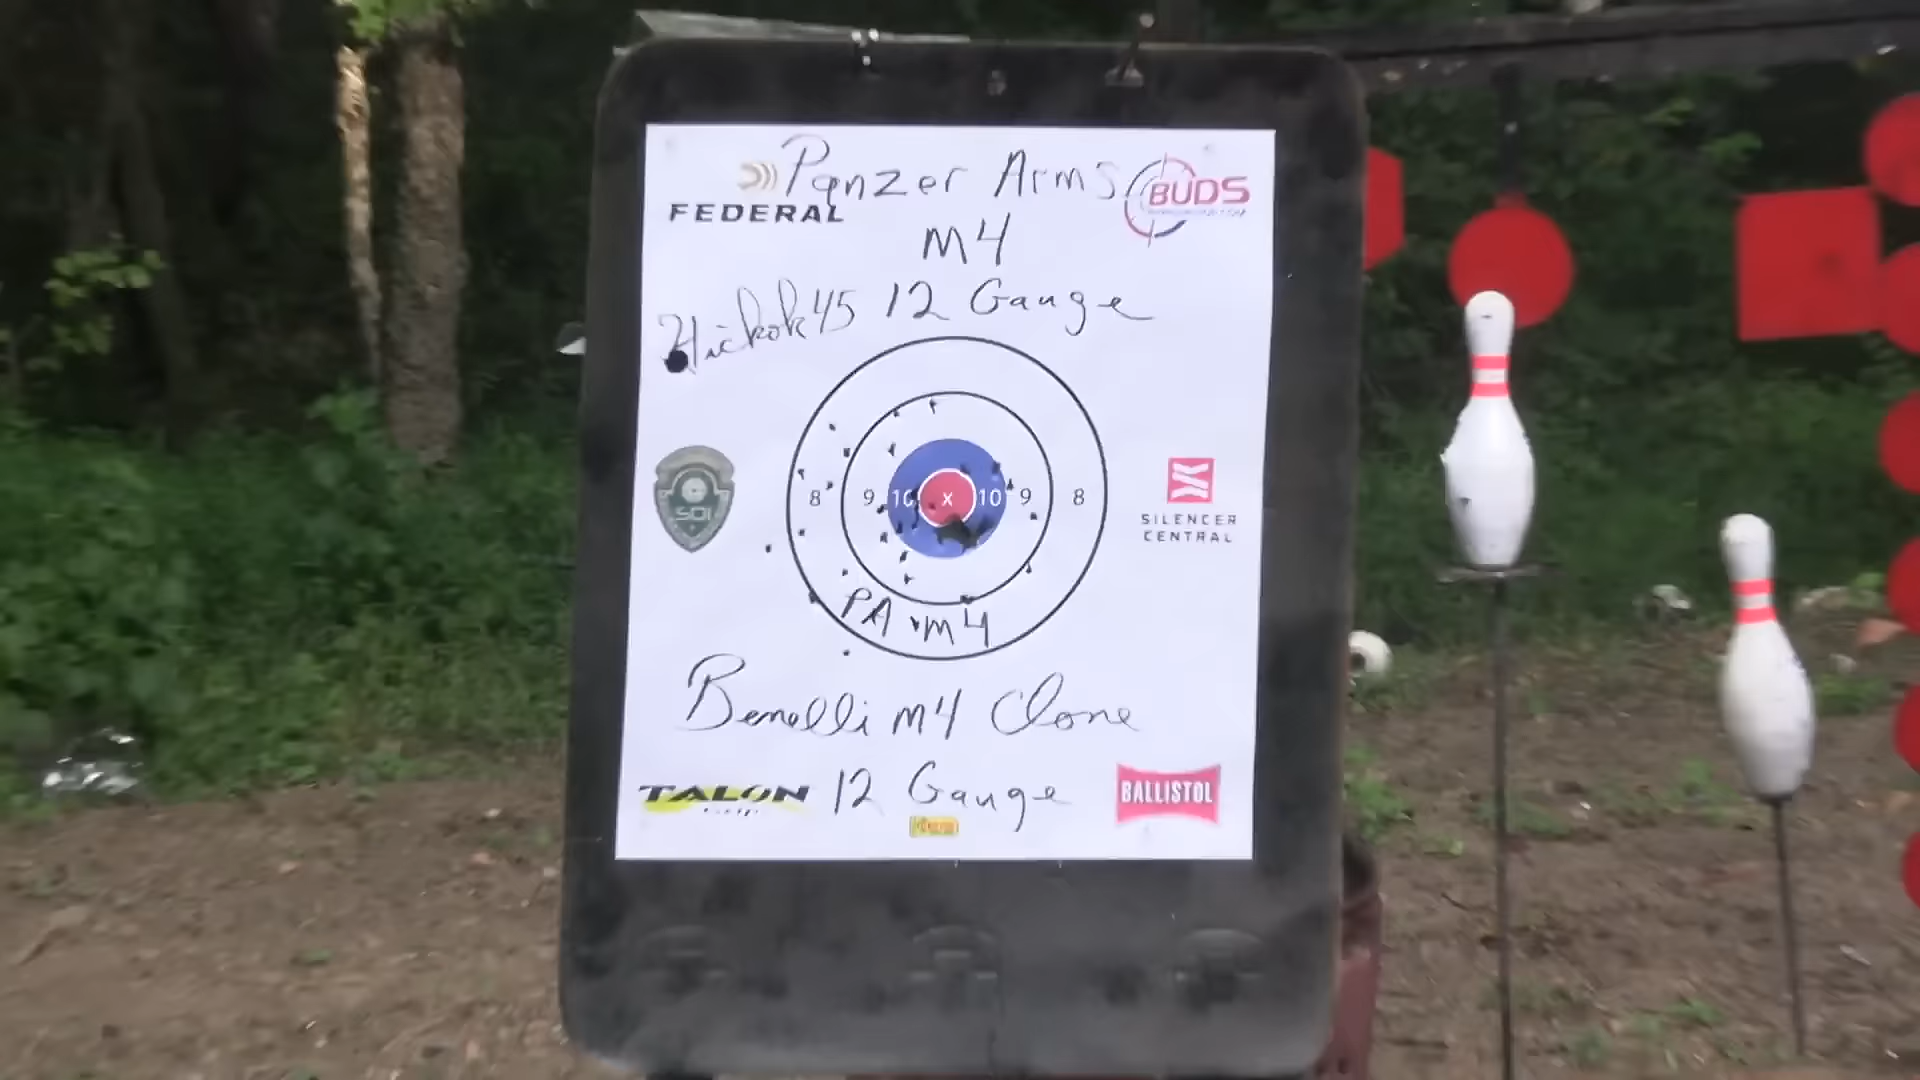 Panzer Arms
FEDERAL
BUDS
M4
Hickok45 12 Gauge
8 9 10 X 10 9 8
SDI
SILENCER
CENTRAL
PA M4
Benelli M4 Clone
TALON
12 Gauge
BALLISTOL